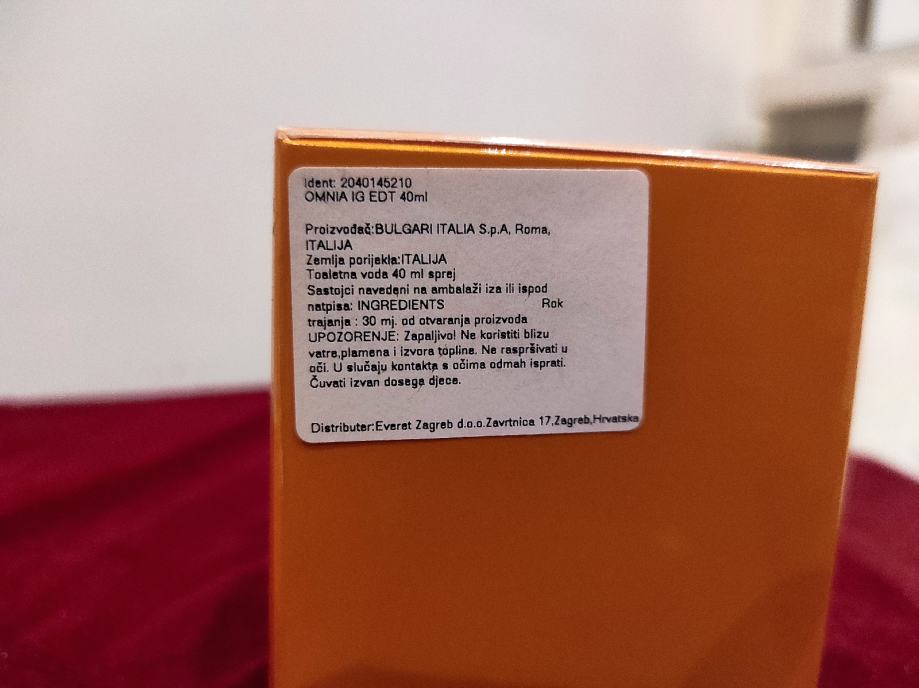 Ident: 2040145210
OMNIA IG EDT 40ml
Proizvođač:BULGARI ITALIA S.p.A, Roma,
ITALIJA
Zemlja porijekla:ITALIJA
Toaletna voda 40 ml sprej
Sastojci navedeni na ambalaži iza ili ispod
natpisa: INGREDIENTS Rok
trajanja : 30 mj. od otvaranja proizvoda
UPOZORENJE: Zapaljivo! Ne koristiti blizu
vatre,plamena i izvora topline. Ne raspršivati u
oči. U slučaju kontakta s očima odmah isprati.
Čuvati izvan dosega djece.
Distributer:Everet Zagreb d.o.o.Zavrtnica 17,Zagreb,Hrvatska